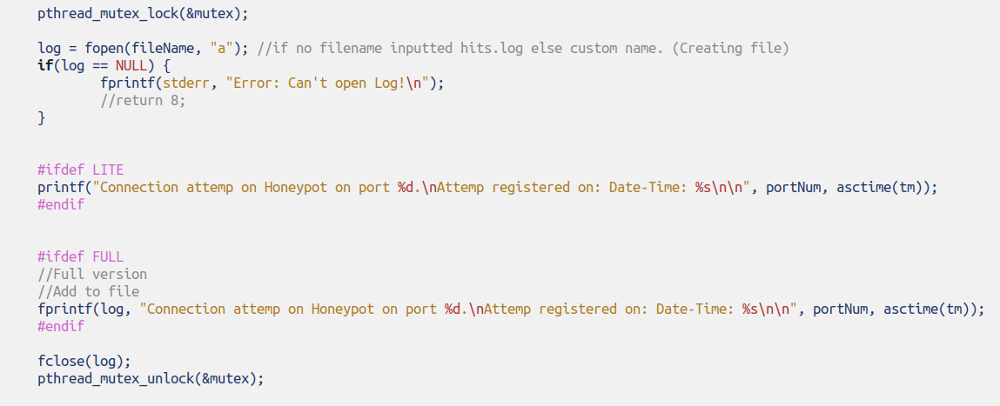 pthread_mutex_lock(&mutex);
log = fopen(fileName, "a"); //if no filename inputted hits.log else custom name. (Creating file)
if(log == NULL) {
fprintf(stderr, "Error: Can't open Log!\n");
//return 8;
}
#ifdef LITE
printf("Connection attemp on Honeypot on port %d.\nAttemp registered on: Date-Time: %s\n\n", portNum, asctime(tm));
#endif
#ifdef FULL
//Full version
//Add to file
fprintf(log, "Connection attemp on Honeypot on port %d.\nAttemp registered on: Date-Time: %s\n\n", portNum, asctime(tm));
#endif
fclose(log);
pthread_mutex_unlock(&mutex);